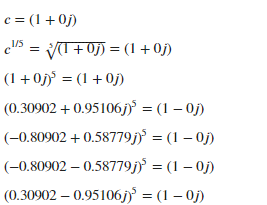 c = (1 + 0j)
c^{1/5} = \sqrt[5]{(1 + 0j)} = (1 + 0j)
(1 + 0j)^5 = (1 + 0j)
(0.30902 + 0.95106j)^5 = (1 − 0j)
(−0.80902 + 0.58779j)^5 = (1 − 0j)
(−0.80902 − 0.58779j)^5 = (1 − 0j)
(0.30902 − 0.95106j)^5 = (1 − 0j)